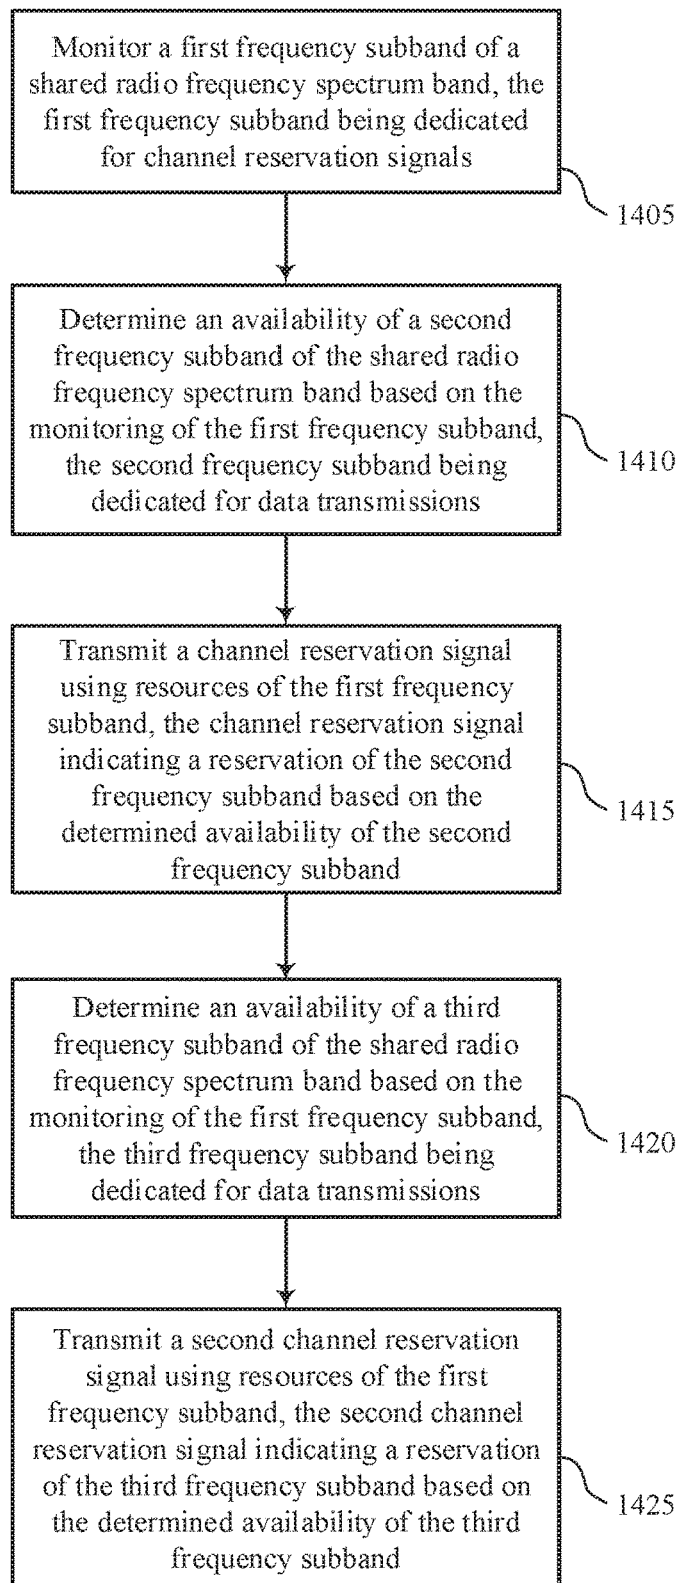 Monitor a first frequency subband of a
shared radio frequency spectrum band, the
first frequency subband being dedicated
for channel reservation signals
1405
Determine an availability of a second
frequency subband of the shared radio
frequency spectrum band based on the
monitoring of the first frequency subband,
the second frequency subband being
dedicated for data transmissions
1410
Transmit a channel reservation signal
using resources of the first frequency
subband, the channel reservation signal
indicating a reservation of the second
frequency subband based on the
determined availability of the second
frequency subband
1415
Determine an availability of a third
frequency subband of the shared radio
frequency spectrum band based on the
monitoring of the first frequency subband,
the third frequency subband being
dedicated for data transmissions
1420
Transmit a second channel reservation
signal using resources of the first
frequency subband, the second channel
reservation signal indicating a reservation
of the third frequency subband based on
the determined availability of the third
frequency subband
1425